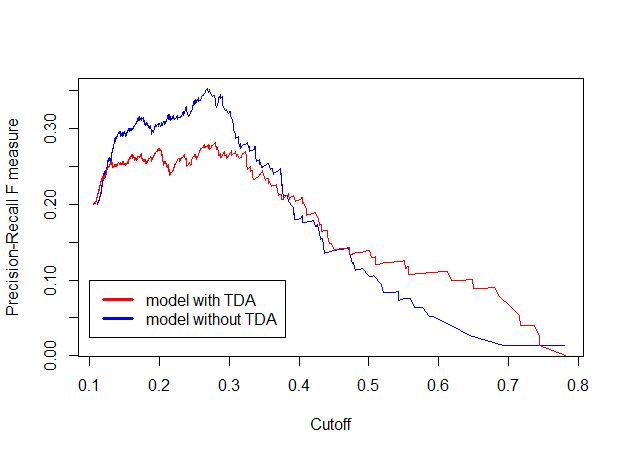 Precision-Recall F measure
0.30
0.20
0.10
0.00
model with TDA
model without TDA
0.1 0.2 0.3 0.4 0.5 0.6 0.7 0.8
Cutoff